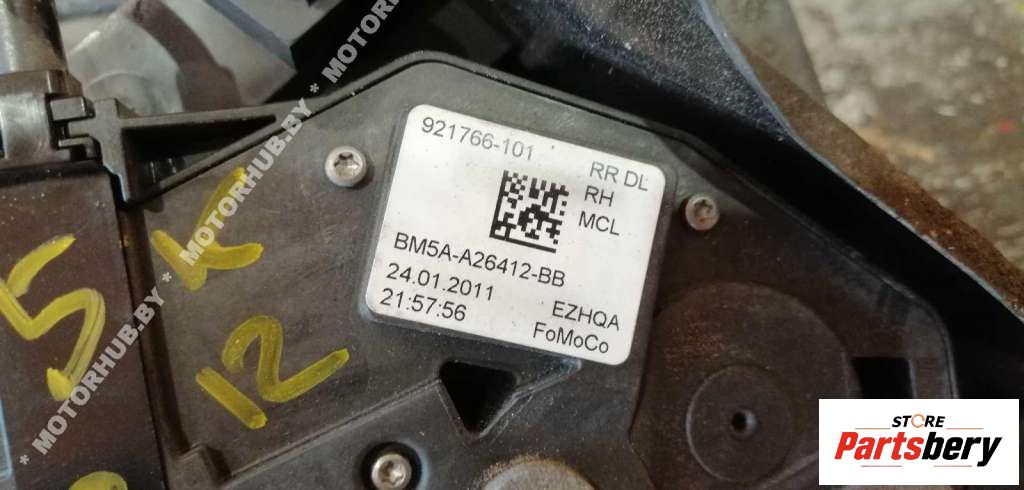 921766-101
RR DL
RH
MCL
BM5A-A26412-BB
24.01.2011
21:57:56
EZHQA
FoMoCo
5 K
12
* MOTORHUB.BY * MOTORHUB.BY * MOTORHUB.BY
STORE
Partsbery